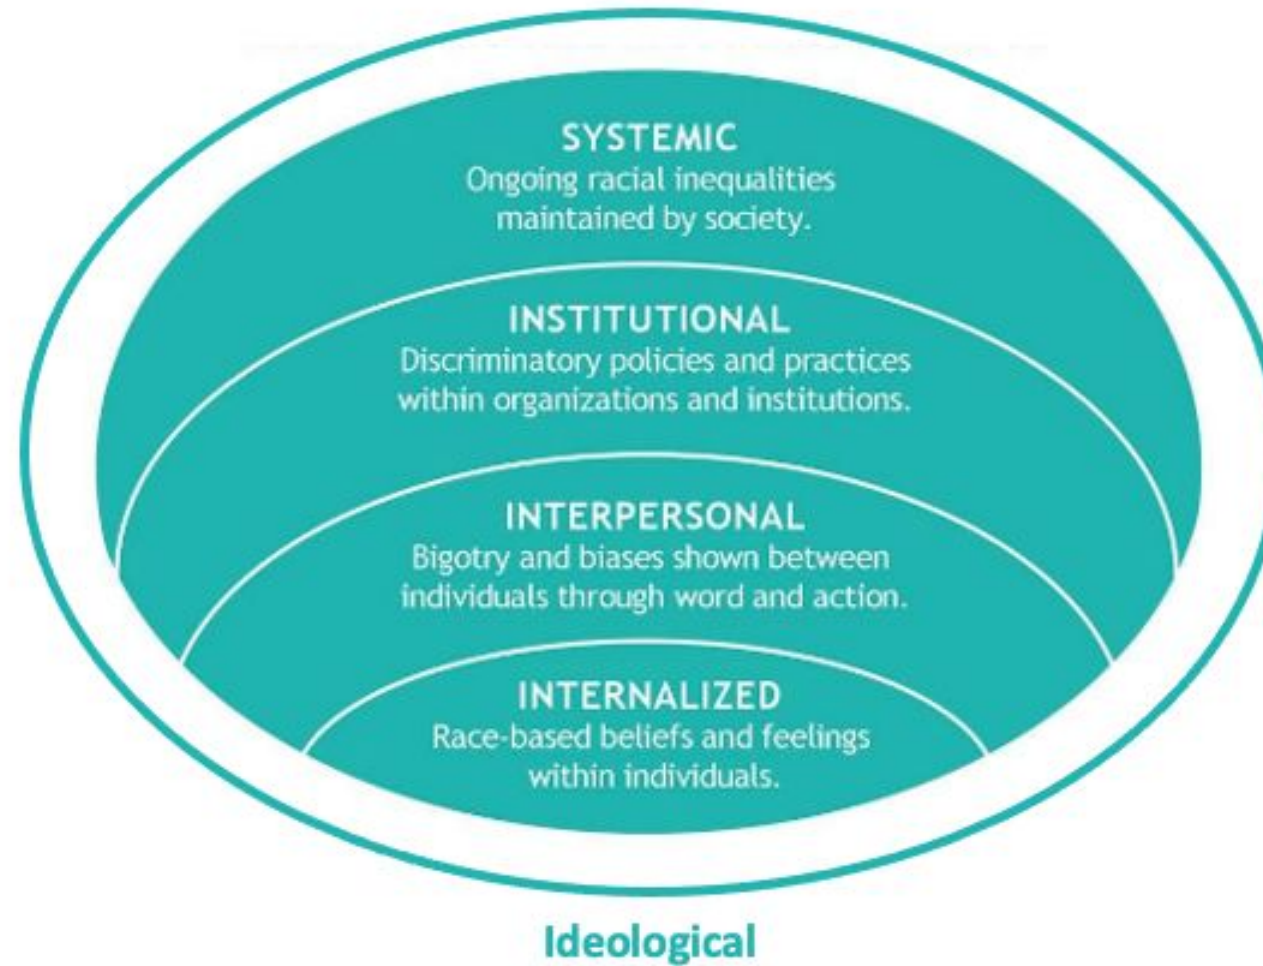 SYSTEMIC
Ongoing racial inequalities
maintained by society.
INSTITUTIONAL
Discriminatory policies and practices
within organizations and institutions.
INTERPERSONAL
Bigotry and biases shown between
individuals through word and action.
INTERNALIZED
Race-based beliefs and feelings
within individuals.
Ideological